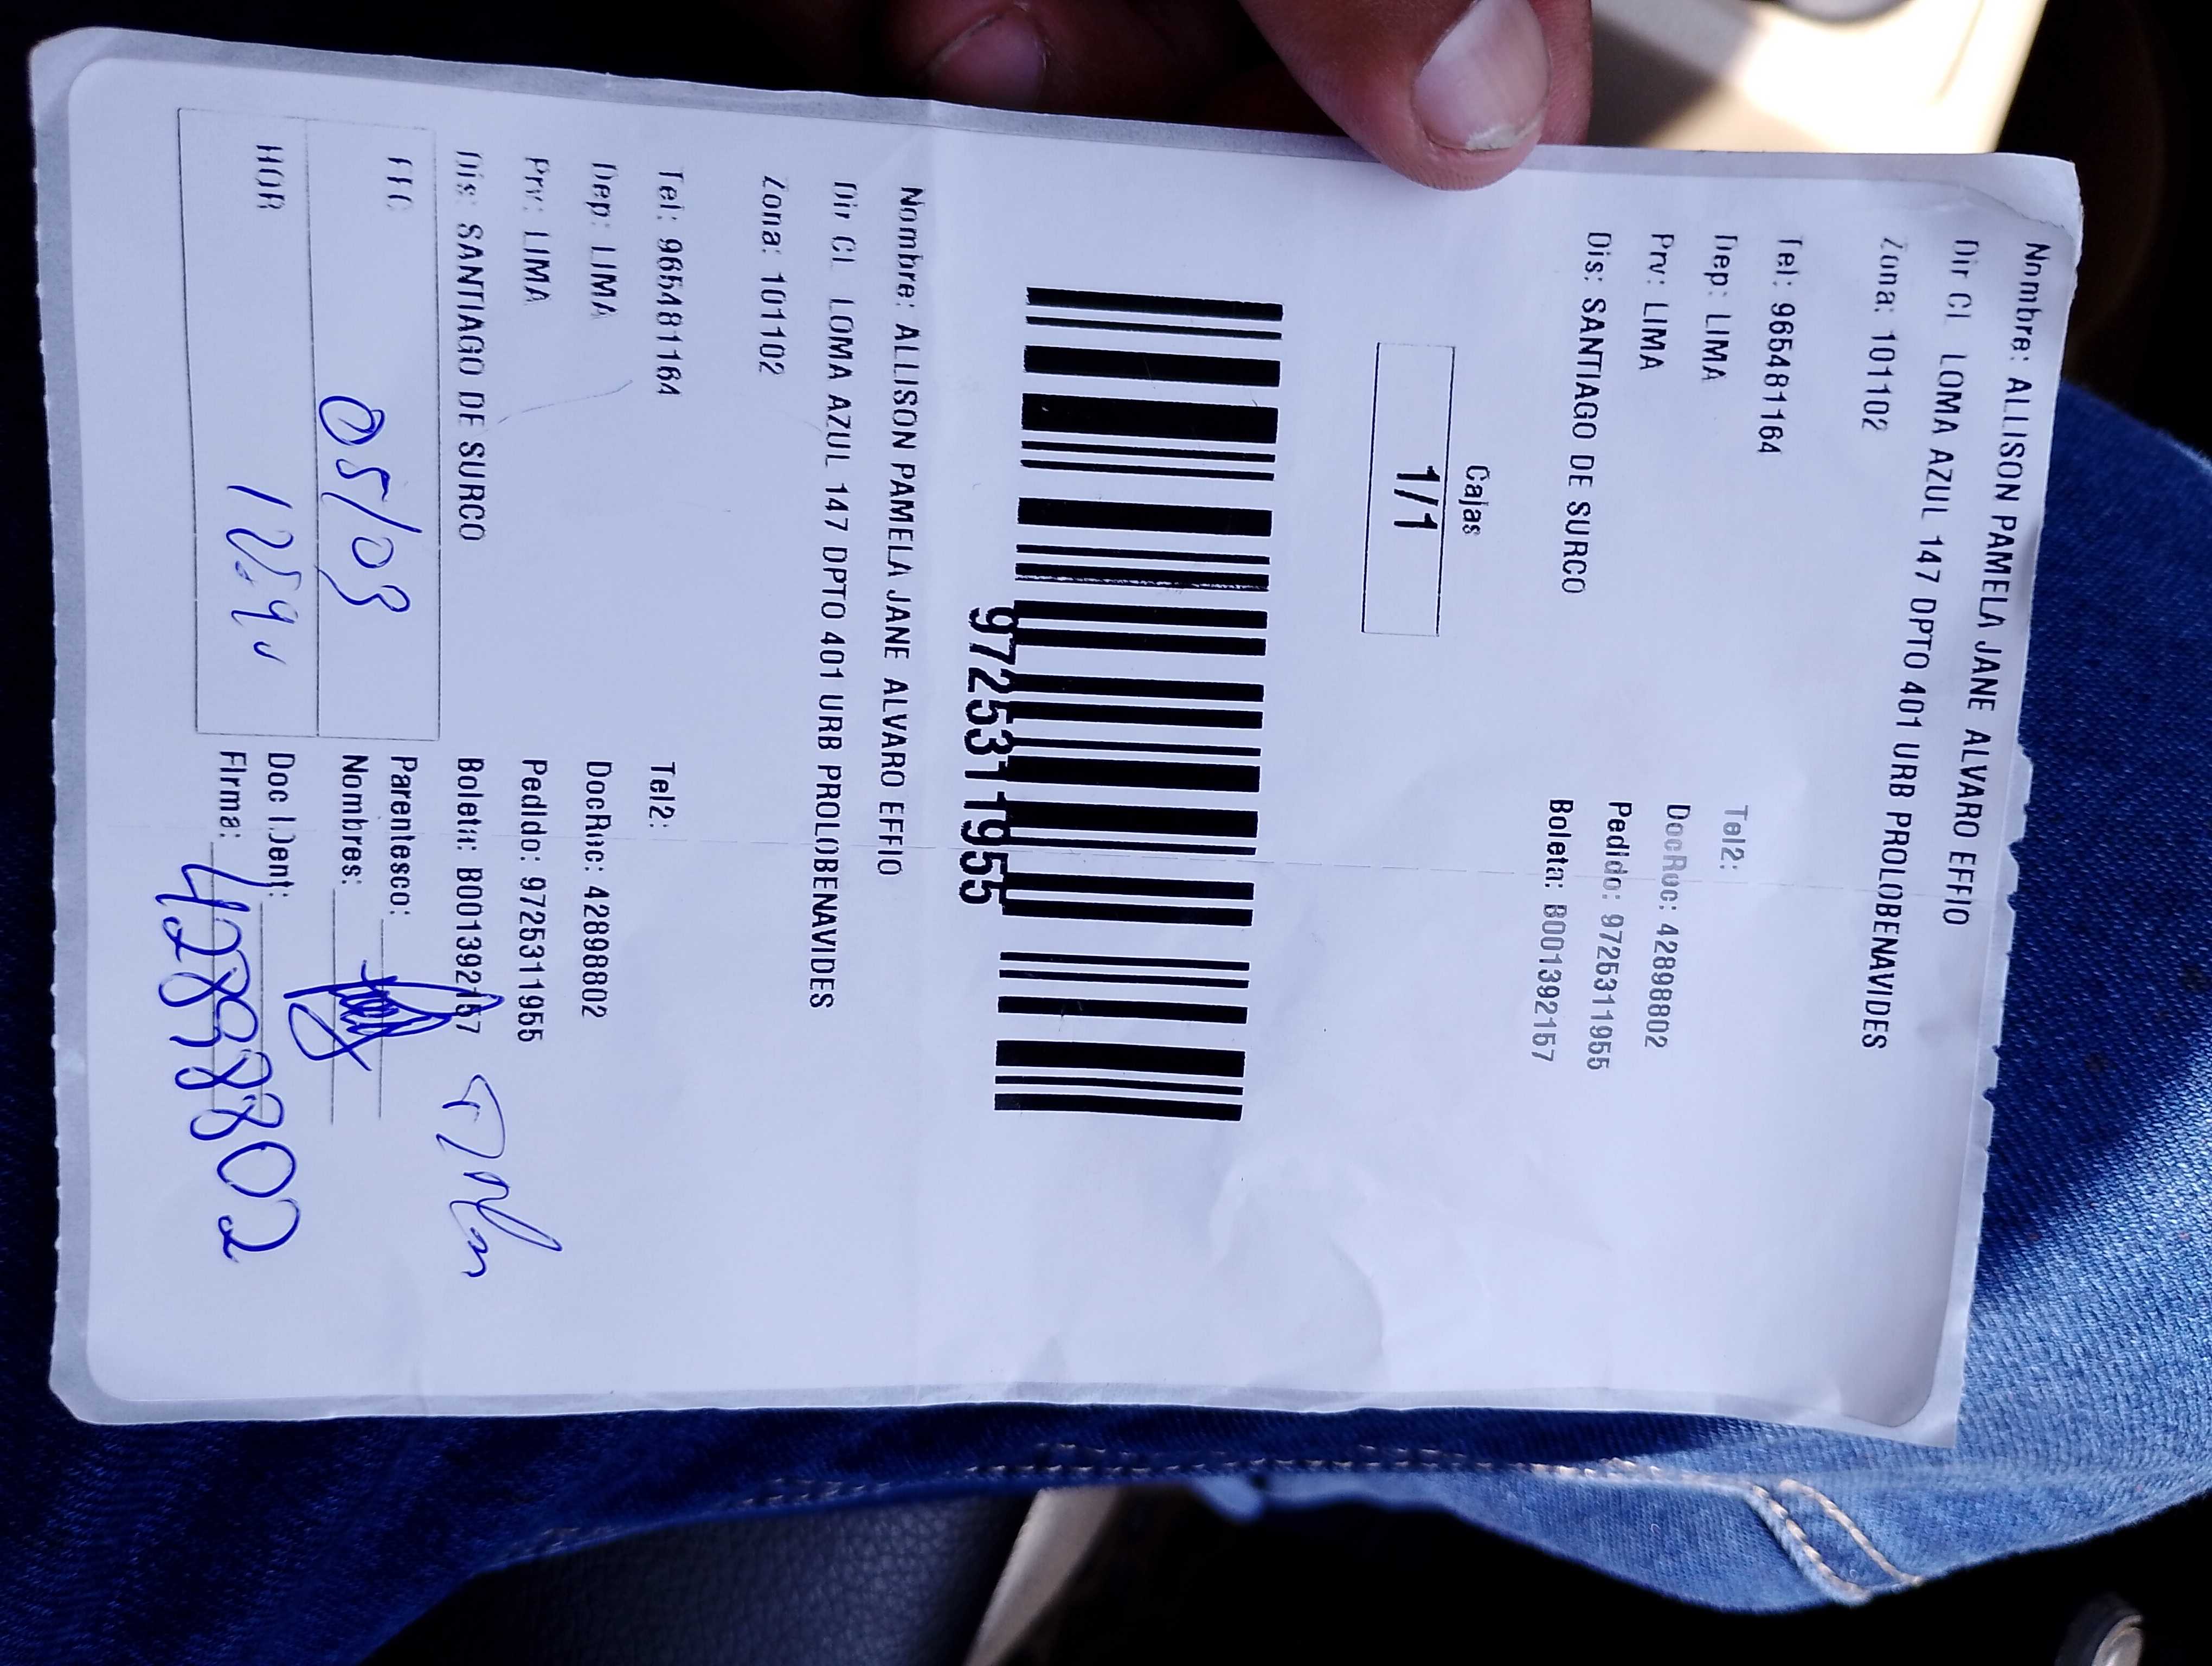 Nombre: ALLISON PAMELA JANE ALVARO EFFIO
Dir CL LOMA AZUL 147 DPTO 401 URB PROLOBENAVIDES
Zona: 101102
Tel: 965481164 Tel2:
Dep: LIMA DocRuc: 42898802
Prv: LIMA Pedido: 9725311955
Dis: SANTIAGO DE SURCO Boleta: B001392157
Cajas
1/1
9725311955
Nombre: ALLISON PAMELA JANE ALVARO EFFIO
Dir CL LOMA AZUL 147 DPTO 401 URB PROLOBENAVIDES
Zona: 101102
Tel: 965481164 Tel2:
Dep: LIMA DocRuc: 42898802
Prv: LIMA Pedido: 9725311955
Dis: SANTIAGO DE SURCO Boleta: B001392157
FEC 05/03 Parentesco:
Nombres:
HOR Doc IDent:
Firma: 42898802